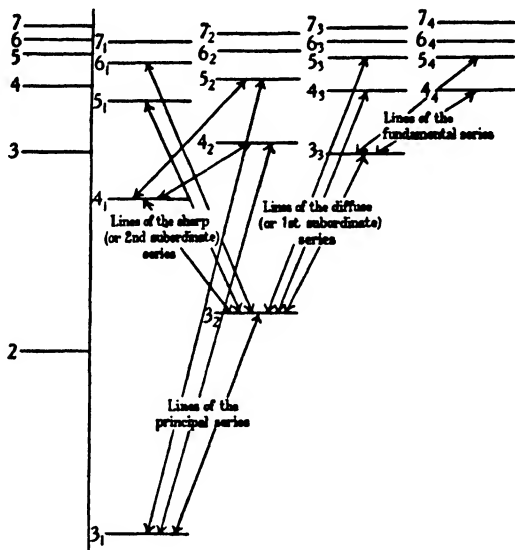 7
6
5
4
3
2
7₁
6₁
5₁
4₁
3₁
7₂
6₂
5₂
4₂
3₂
7₃
6₃
5₃
4₃
3₃
7₄
6₄
5₄
4₄
Lines of the
fundamental series
Lines of the sharp
(or 2nd subordinate)
series
Lines of the diffuse
(or 1st subordinate)
series
Lines of the
principal series